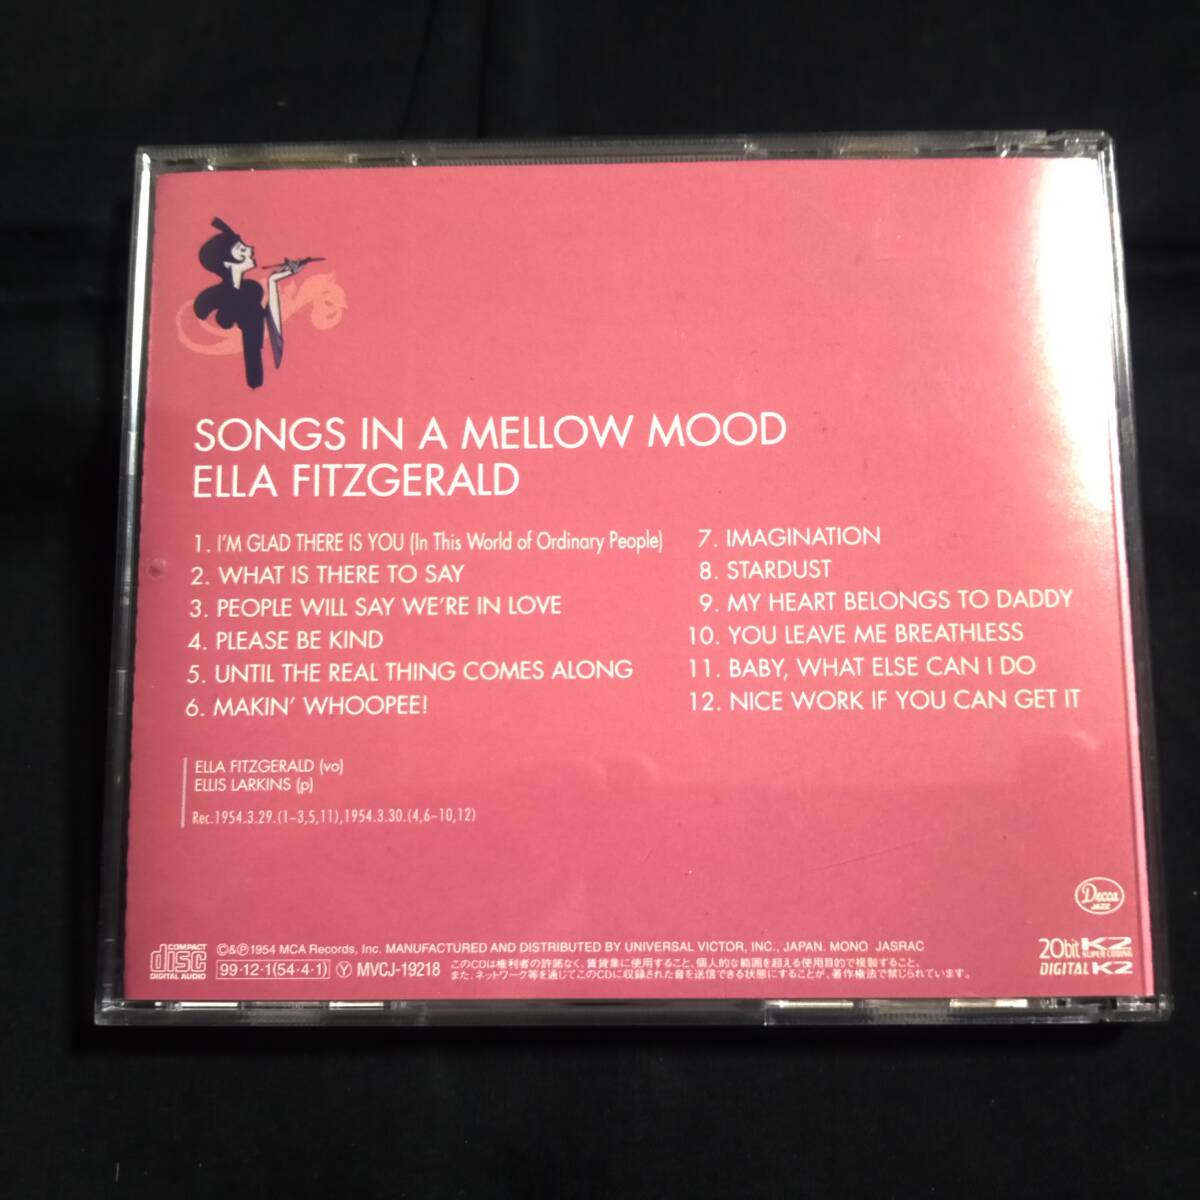 SONGS IN A MELLOW MOOD
ELLA FITZGERALD
1. I'M GLAD THERE IS YOU (In This World of Ordinary People)
2. WHAT IS THERE TO SAY
3. PEOPLE WILL SAY WE'RE IN LOVE
4. PLEASE BE KIND
5. UNTIL THE REAL THING COMES ALONG
6. MAKIN' WHOOPEE!
7. IMAGINATION
8. STARDUST
9. MY HEART BELONGS TO DADDY
10. YOU LEAVE ME BREATHLESS
11. BABY, WHAT ELSE CAN I DO
12. NICE WORK IF YOU CAN GET IT
ELLA FITZGERALD (vo)
ELLIS LARKINS (p)
Rec.1954.3.29.(1-3,5,11),1954.3.30.(4,6-10,12)
Decca
JAZZ
COMPACT
disc
DIGITAL AUDIO
©&Ⓟ1954 MCA Records, Inc. MANUFACTURED AND DISTRIBUTED BY UNIVERSAL VICTOR, INC., JAPAN. MONO JASRAC
99·12·1(54·4·1) Ⓨ MVCJ-19218
このCDは権利者の許諾なく、賃貸業に使用すること、個人的な範囲を超える使用目的で複製すること、
また、ネットワーク等を通じてこのCDに収録された音を送信できる状態にすることが、著作権法で禁じられています。
20bit K2
SUPER CODING
DIGITAL K2